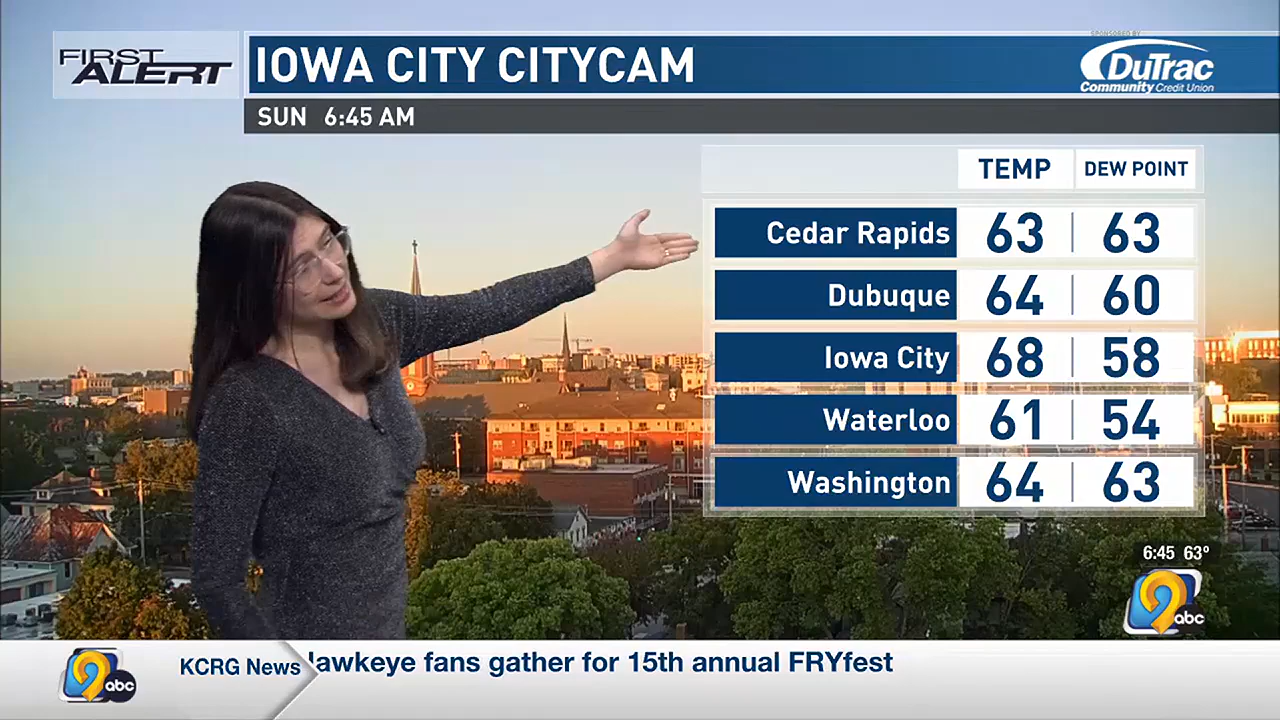 FIRST ALERT
IOWA CITY CITYCAM
SPONSORED BY
DuTrac
Community Credit Union
SUN 6:45 AM
TEMP DEW POINT
Cedar Rapids 63 63
Dubuque 64 60
Iowa City 68 58
Waterloo 61 54
Washington 64 63
6:45 63°
9 abc
9 abc
KCRG News
awkeye fans gather for 15th annual FRYfest